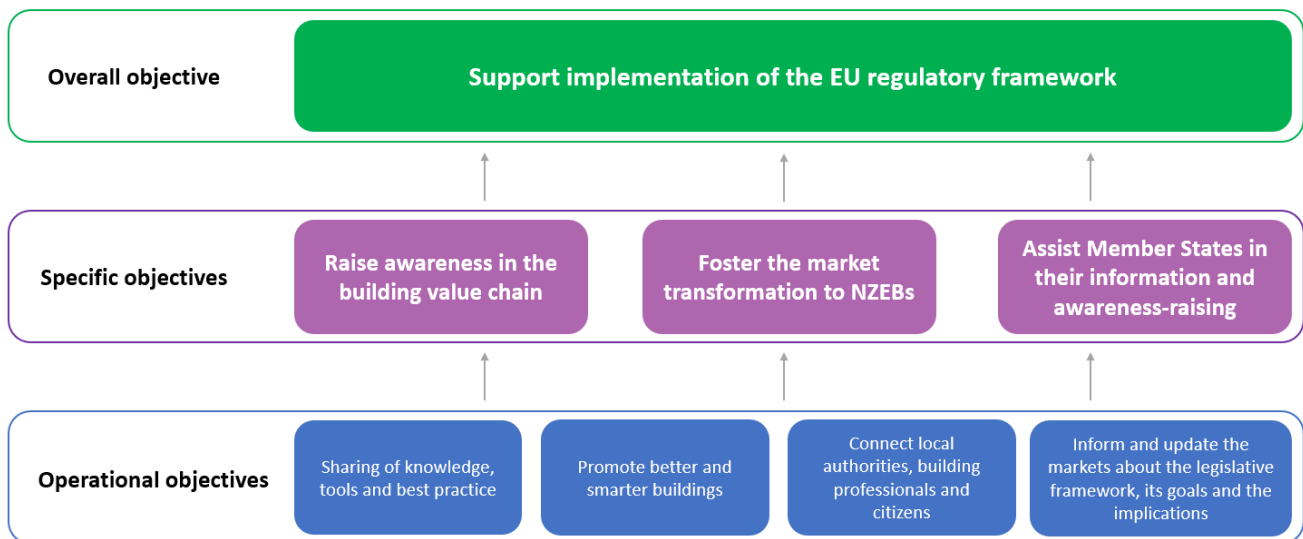 Overall objective
Support implementation of the EU regulatory framework
Specific objectives
Raise awareness in the
building value chain
Foster the market
transformation to NZEBs
Assist Member States in
their information and
awareness-raising
Operational objectives
Sharing of knowledge,
tools and best practice
Promote better and
smarter buildings
Connect local
authorities, building
professionals and
citizens
Inform and update the
markets about the legislative
framework, its goals and the
implications